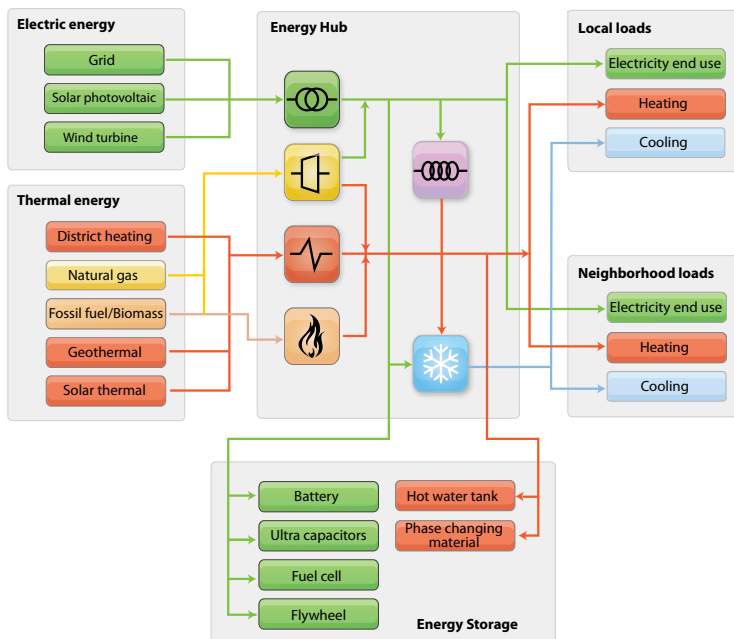 Electric energy
Grid
Solar photovoltaic
Wind turbine
Thermal energy
District heating
Natural gas
Fossil fuel/Biomass
Geothermal
Solar thermal
Energy Hub
Local loads
Electricity end use
Heating
Cooling
Neighborhood loads
Electricity end use
Heating
Cooling
Battery
Ultra capacitors
Fuel cell
Flywheel
Hot water tank
Phase changing
material
Energy Storage